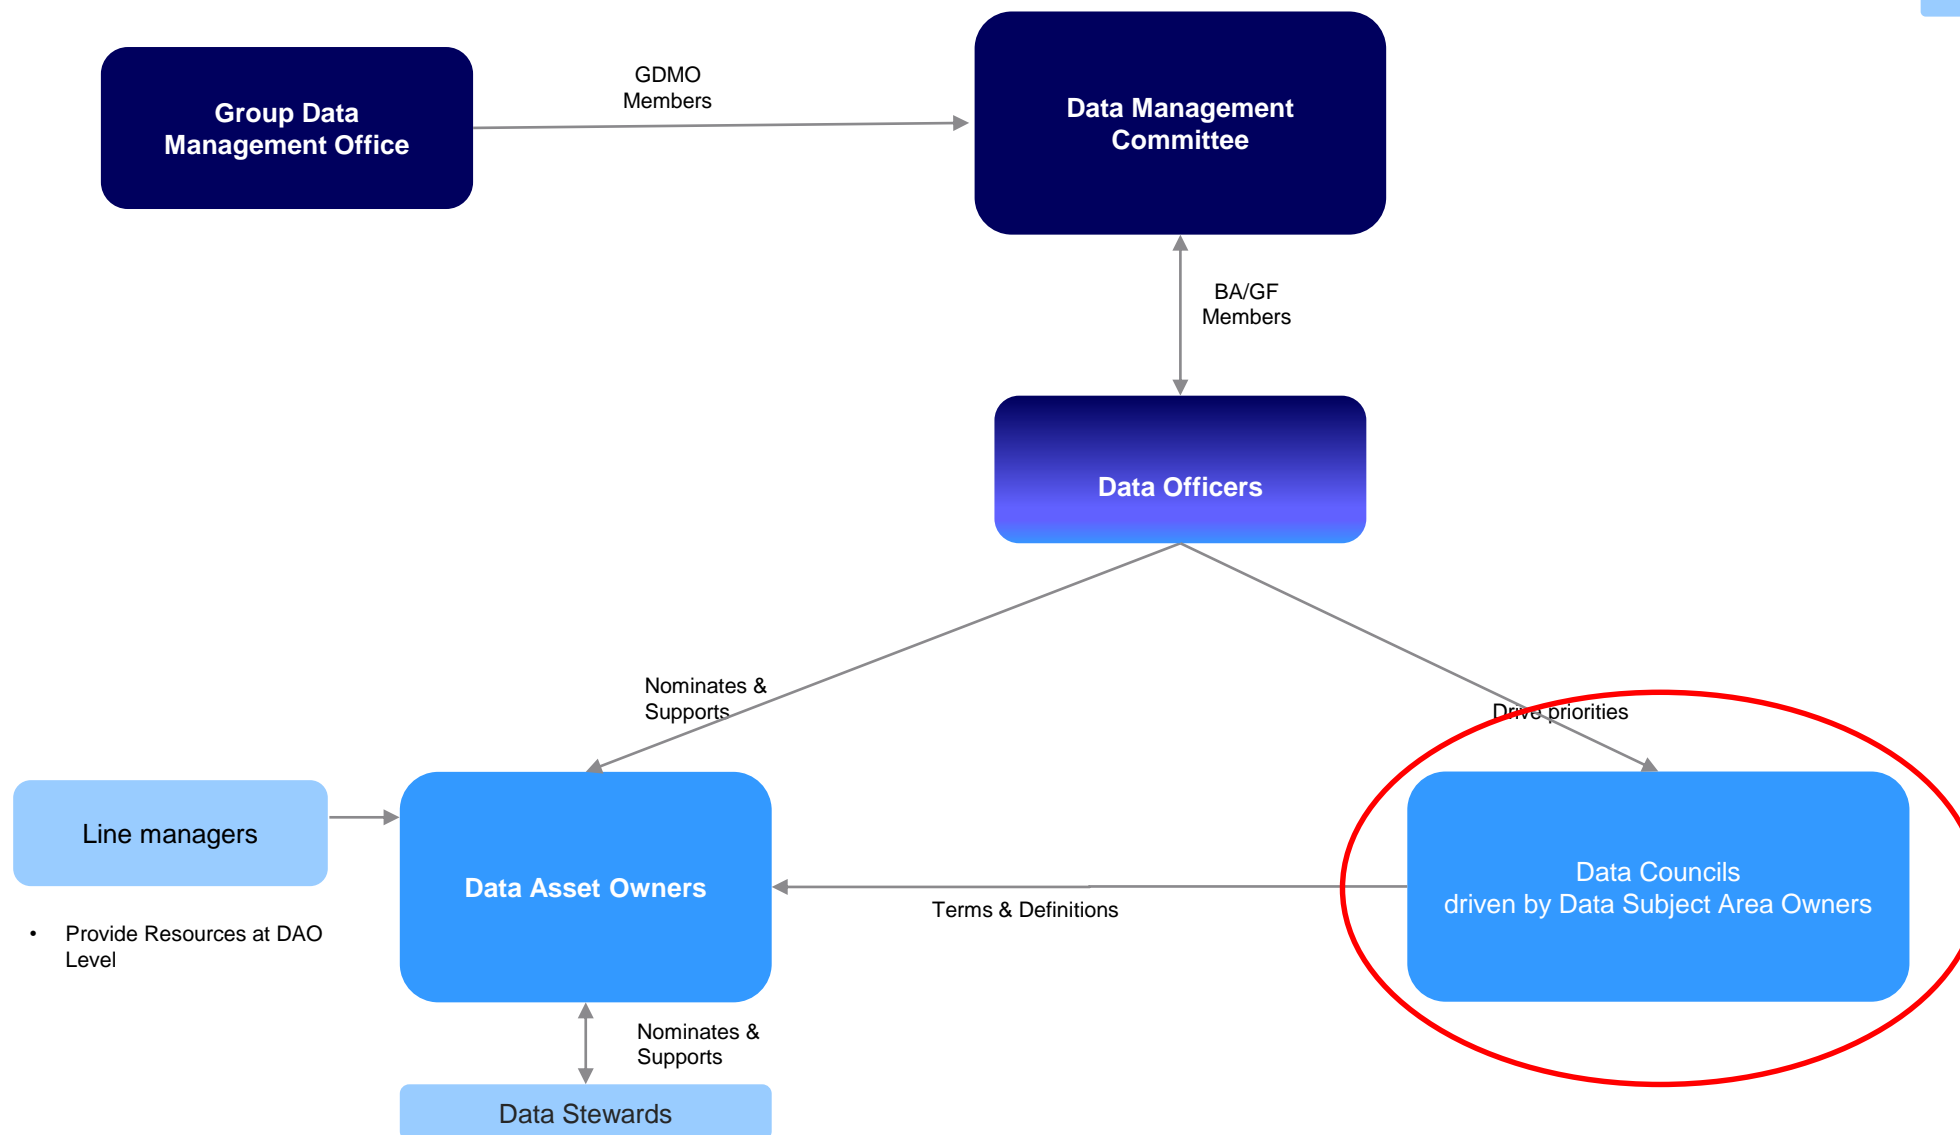 Group Data
Management Office
GDMO
Members
Data Management
Committee
BA/GF
Members
Data Officers
Nominates &
Supports
Drive priorities
Line managers
Data Asset Owners
Data Councils
driven by Data Subject Area Owners
Terms & Definitions
• Provide Resources at DAO
Level
Nominates &
Supports
Data Stewards